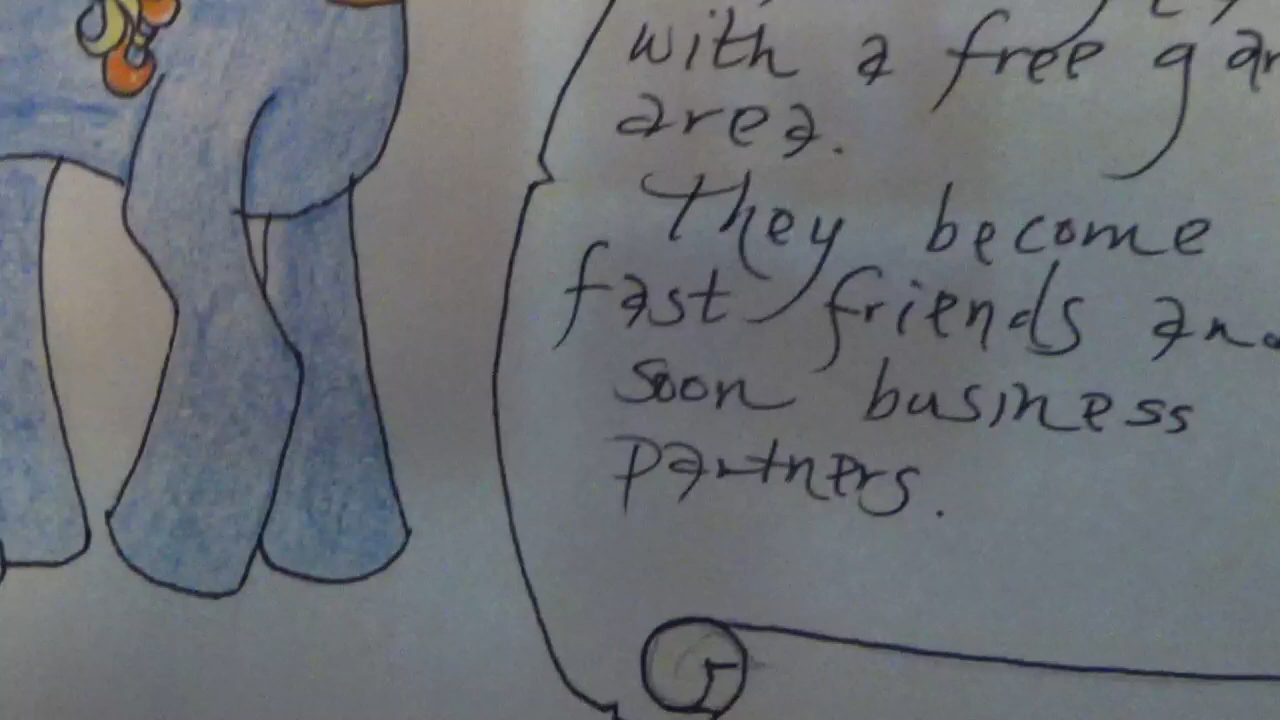 with a free
area.
They become
fast friends
soon business
partners.